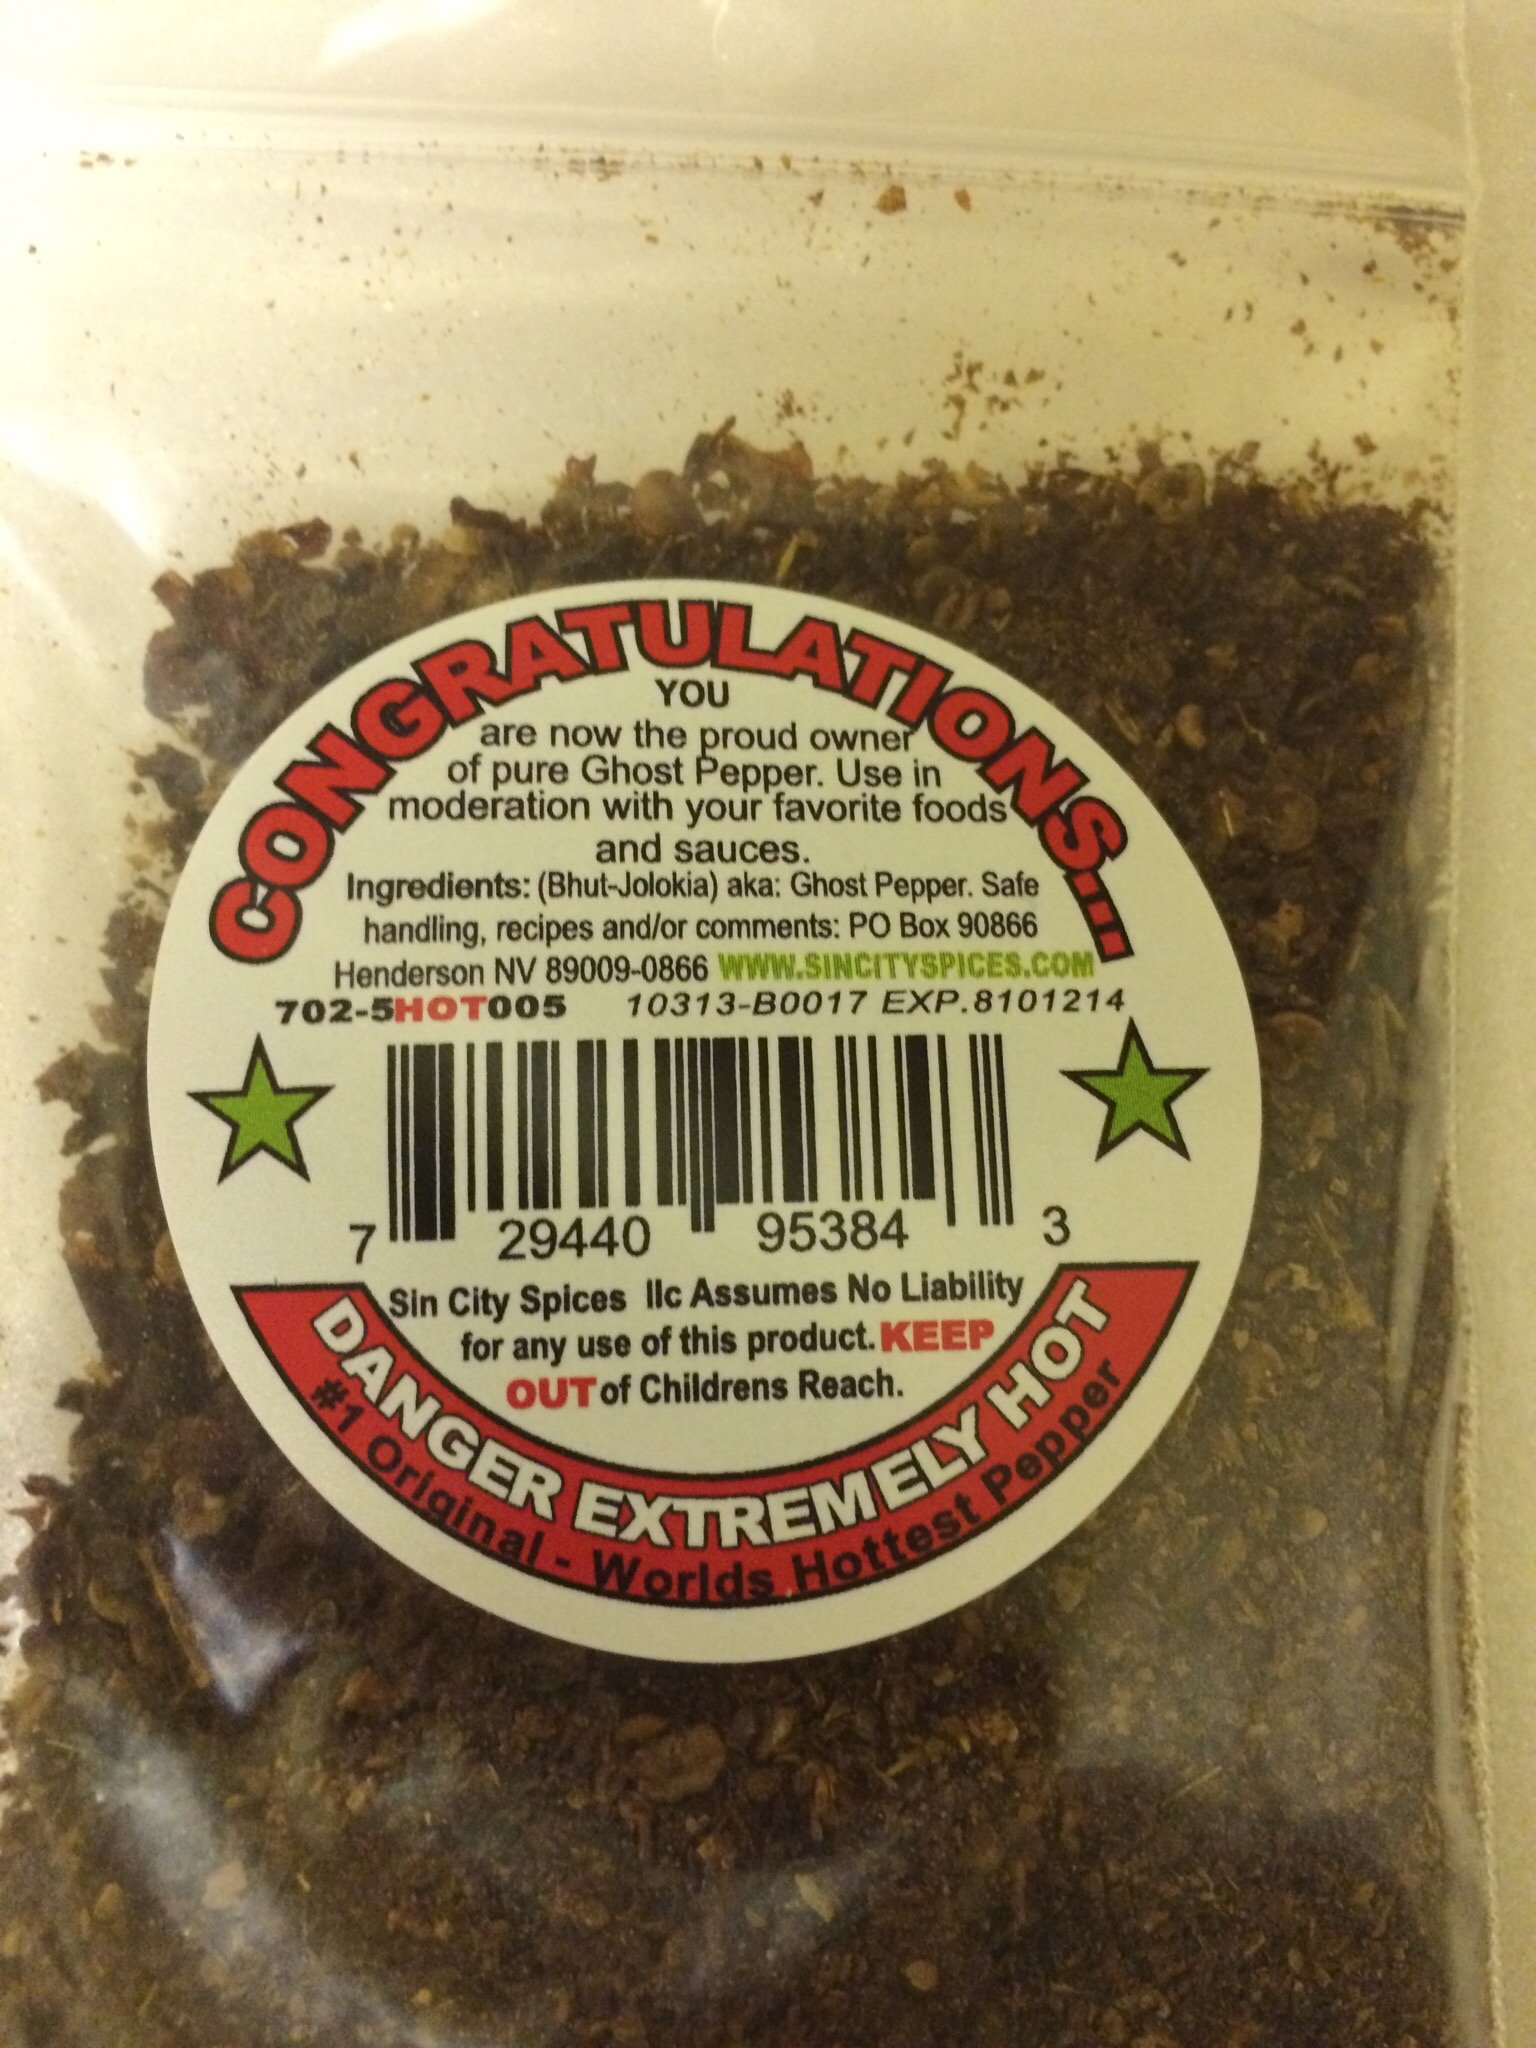 CONGRATULATIONS...
YOU
are now the proud owner
of pure Ghost Pepper. Use in
moderation with your favorite foods
and sauces.
Ingredients: (Bhut-Jolokia) aka: Ghost Pepper. Safe
handling, recipes and/or comments: PO Box 90866
Henderson NV 89009-0866 WWW.SINCITYSPICES.COM
702-5HOT005 10313-B0017 EXP.8101214
7 29440 95384 3
Sin City Spices llc Assumes No Liability
for any use of this product. KEEP
OUT of Childrens Reach.
DANGER EXTREMELY HOT
#1 Original - Worlds Hottest Pepper